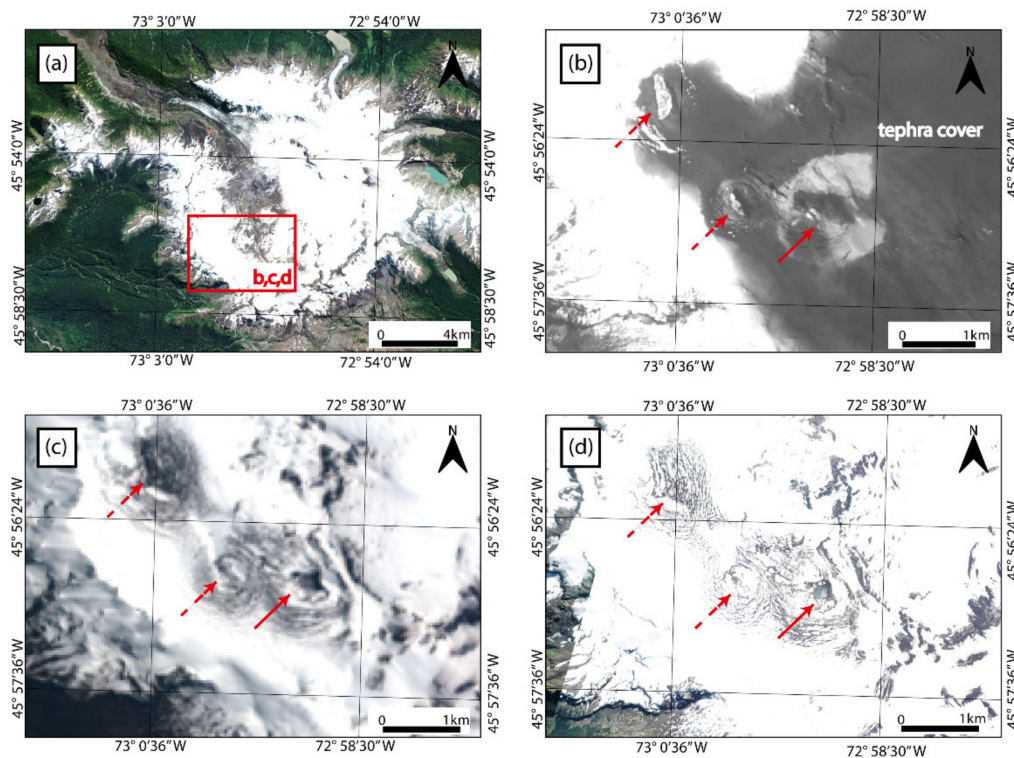 73° 3'0"W 72° 54'0"W
(a)
N
45° 54'0"W
45° 54'0"W
b,c,d
45° 58'30"W
45° 58'30"W
0 4km
73° 3'0"W 72° 54'0"W
73° 0'36"W 72° 58'30"W
(b)
N
tephra cover
45° 56'24"W
45° 56'24"W
45° 57'36"W
45° 57'36"W
0 1km
73° 0'36"W 72° 58'30"W
73° 0'36"W 72° 58'30"W
(c)
N
45° 56'24"W
45° 56'24"W
45° 57'36"W
45° 57'36"W
0 1km
73° 0'36"W 72° 58'30"W
73° 0'36"W 72° 58'30"W
(d)
N
45° 56'24"W
45° 56'24"W
45° 57'36"W
45° 57'36"W
0 1km
73° 0'36"W 72° 58'30"W